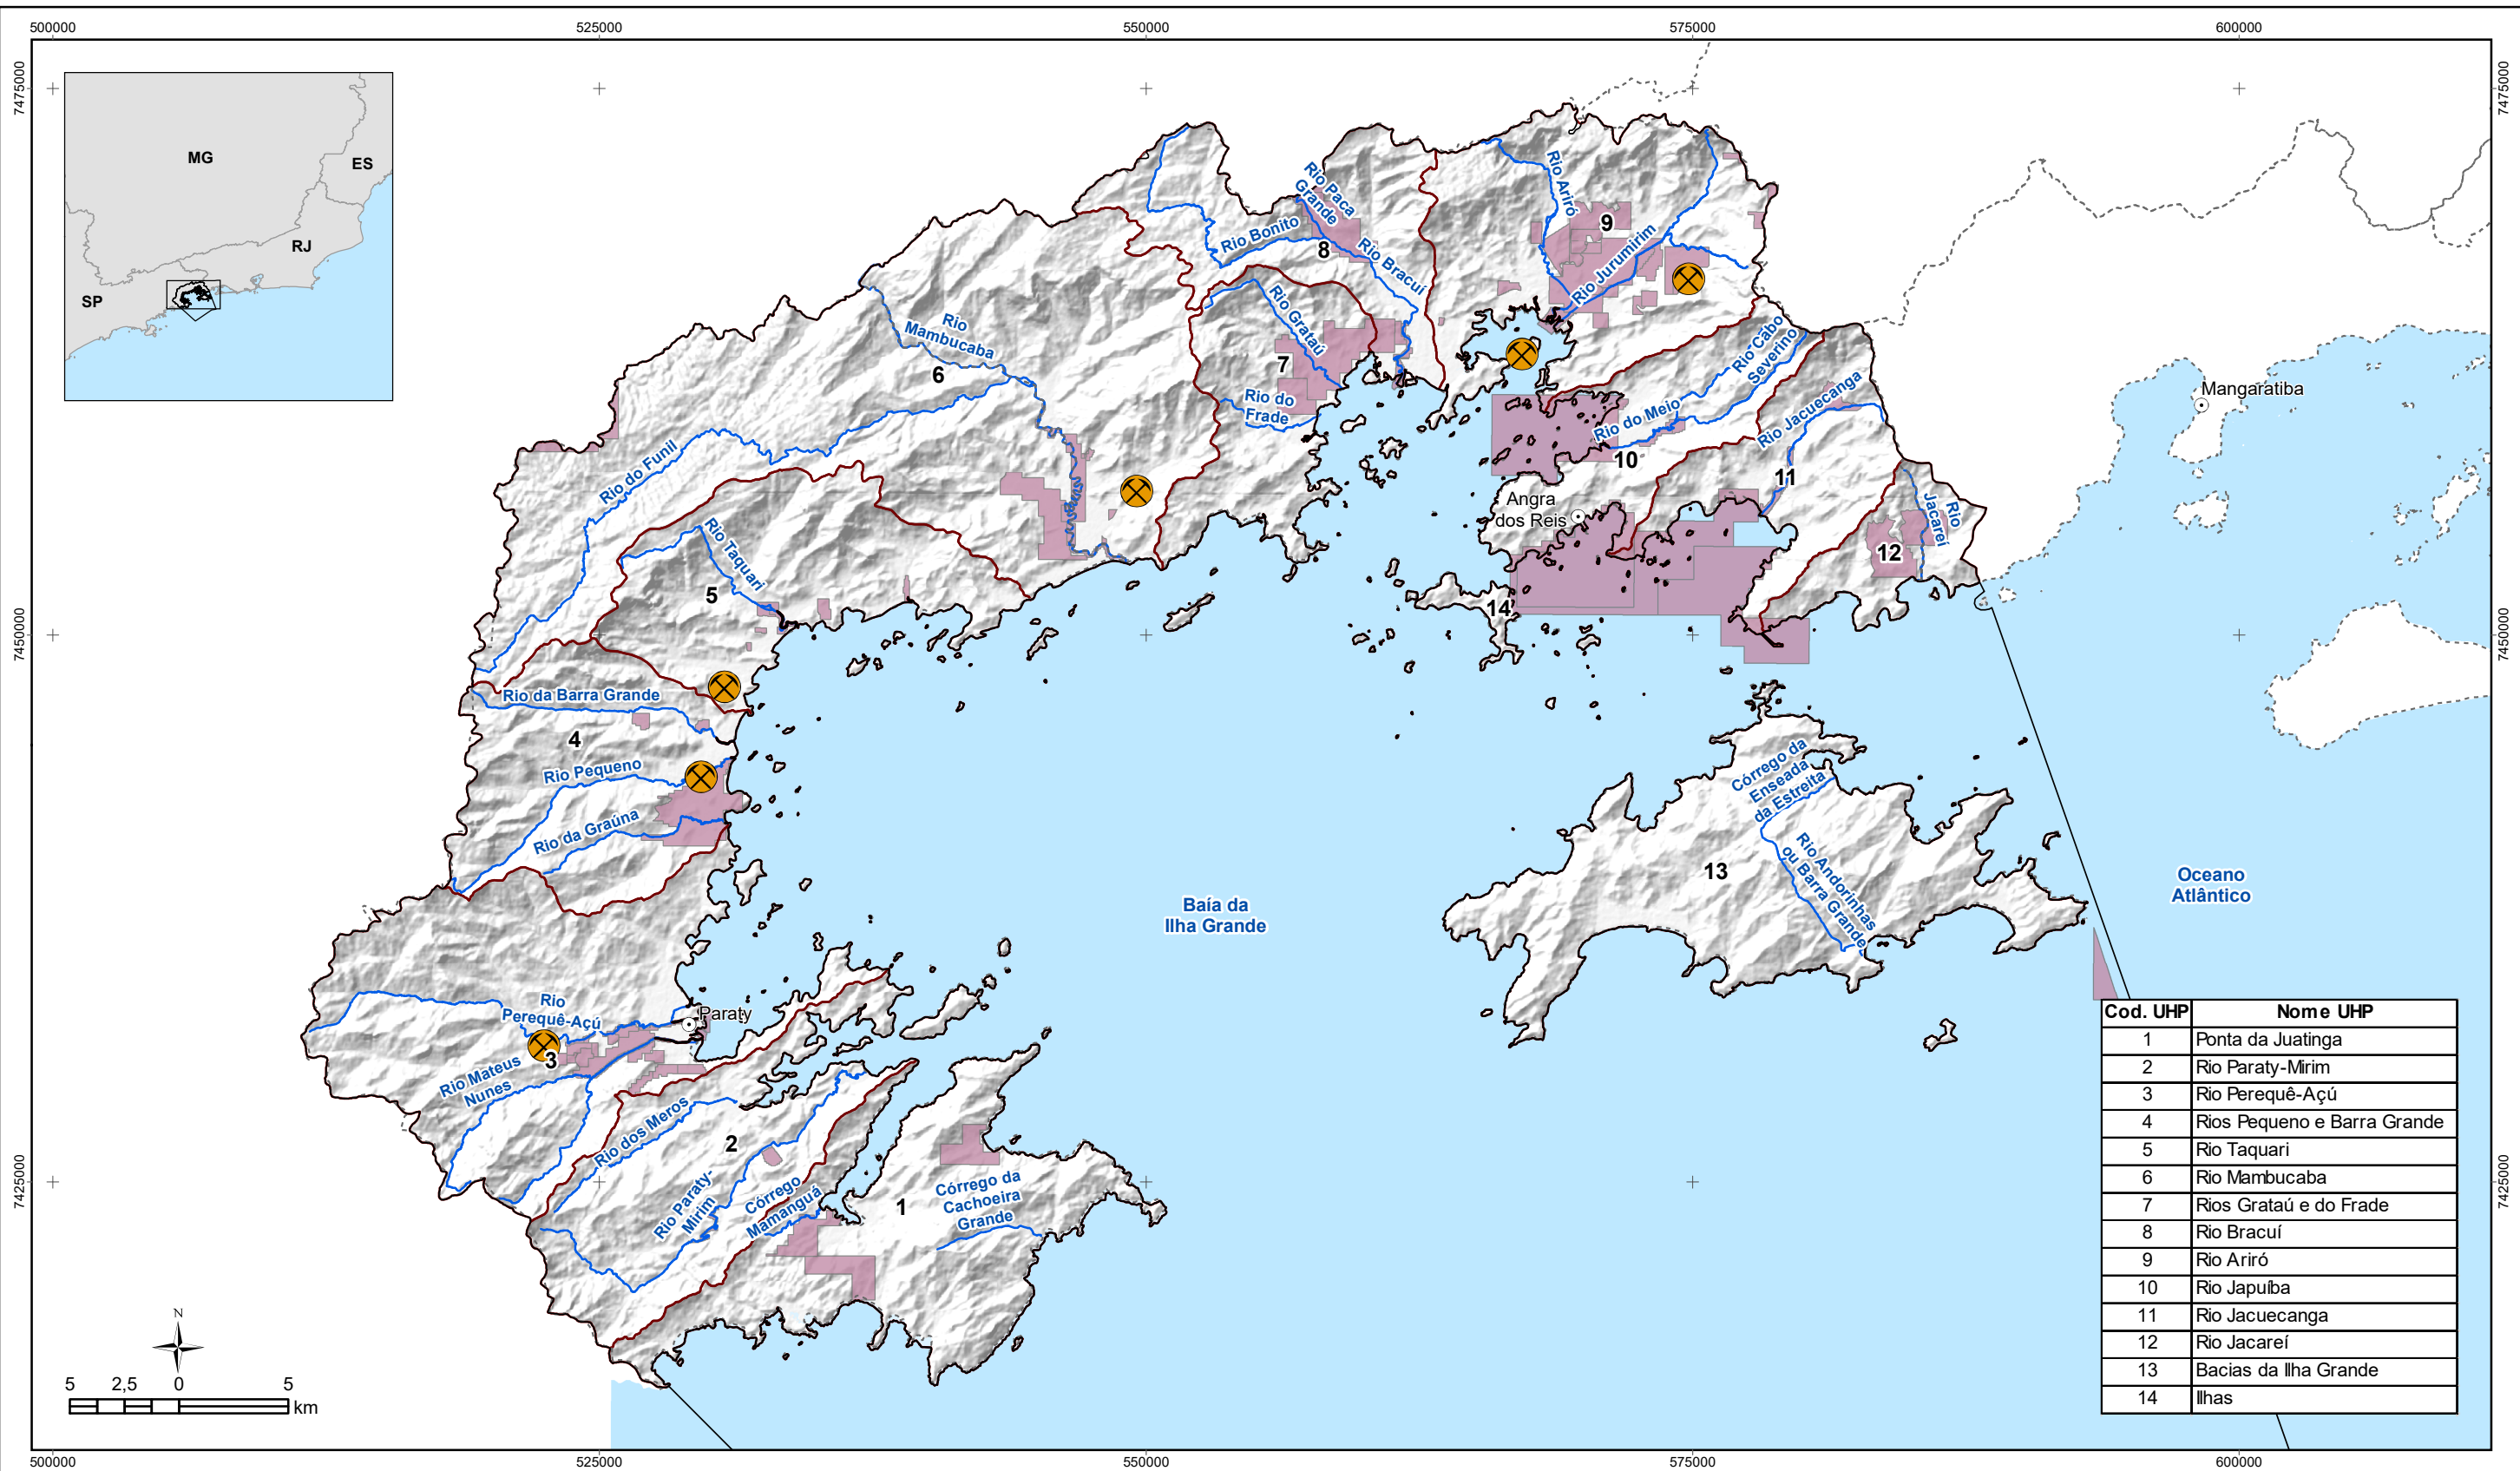 500000
525000
550000
575000
600000
7475000
7475000
MG
ES
RJ
SP
Rio Ariró
Rio Paca
Grande
9
Rio Bonito
8
Rio Bracuí
Rio Jurumirim
Rio Grataú
Rio
Mambucaba
6
7
Rio do
Frade
Rio Cabo
Severino
Rio do Meio
Rio Jacuecanga
Mangaratiba
10
11
Rio do Funil
Angra
dos Reis
Rio
Jacareí
12
Rio Taquari
5
14
7450000
7450000
Rio da Barra Grande
4
Rio Pequeno
Rio da Graúna
Córrego da
Enseada
da Estreita
Rio Andorinhas
ou Barra Grande
13
Baía da
Ilha Grande
Oceano
Atlântico
Rio
Perequê-Açú
Paraty
3
Rio Mateus
Nunes
Rio dos Meros
2
Rio Paraty-
Mirim
Córrego
Mamanguá
1
Córrego da
Cachoeira
Grande
7425000
7425000
Cod. UHP Nome UHP
1 Ponta da Juatinga
2 Rio Paraty-Mirim
3 Rio Perequê-Açú
4 Rios Pequeno e Barra Grande
5 Rio Taquari
6 Rio Mambucaba
7 Rios Grataú e do Frade
8 Rio Bracuí
9 Rio Ariró
10 Rio Japuíba
11 Rio Jacuecanga
12 Rio Jacareí
13 Bacias da Ilha Grande
14 Ilhas
N
5 2,5 0 5
km
500000
525000
550000
575000
600000